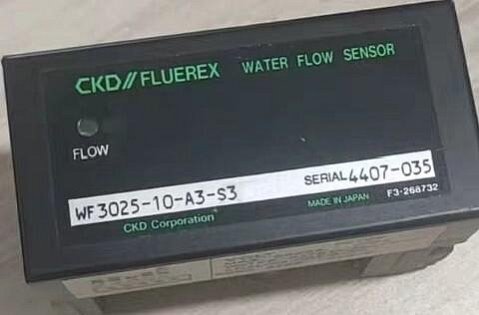 CKD//FLUEREX WATER FLOW SENSOR
FLOW
WF3025-10-A3-S3 SERIAL 4407-035
CKD Corporation MADE IN JAPAN F3-268732